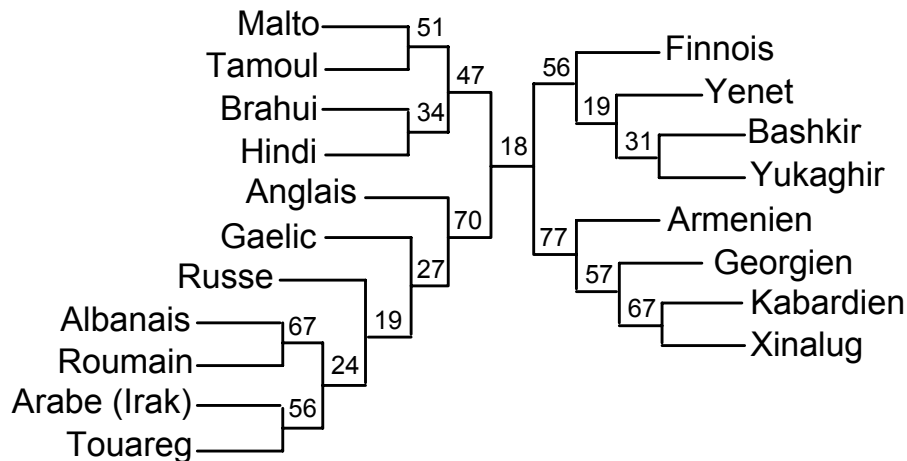 Malto
51
Tamoul
47
Brahui
34
Hindi
18
Anglais
70
Gaelic
27
Russe
19
Albanais
67
24
Roumain
Arabe (Irak)
56
Touareg
Finnois
56
Yenet
19
Bashkir
31
Yukaghir
Armenien
77
Georgien
57
Kabardien
67
Xinalug